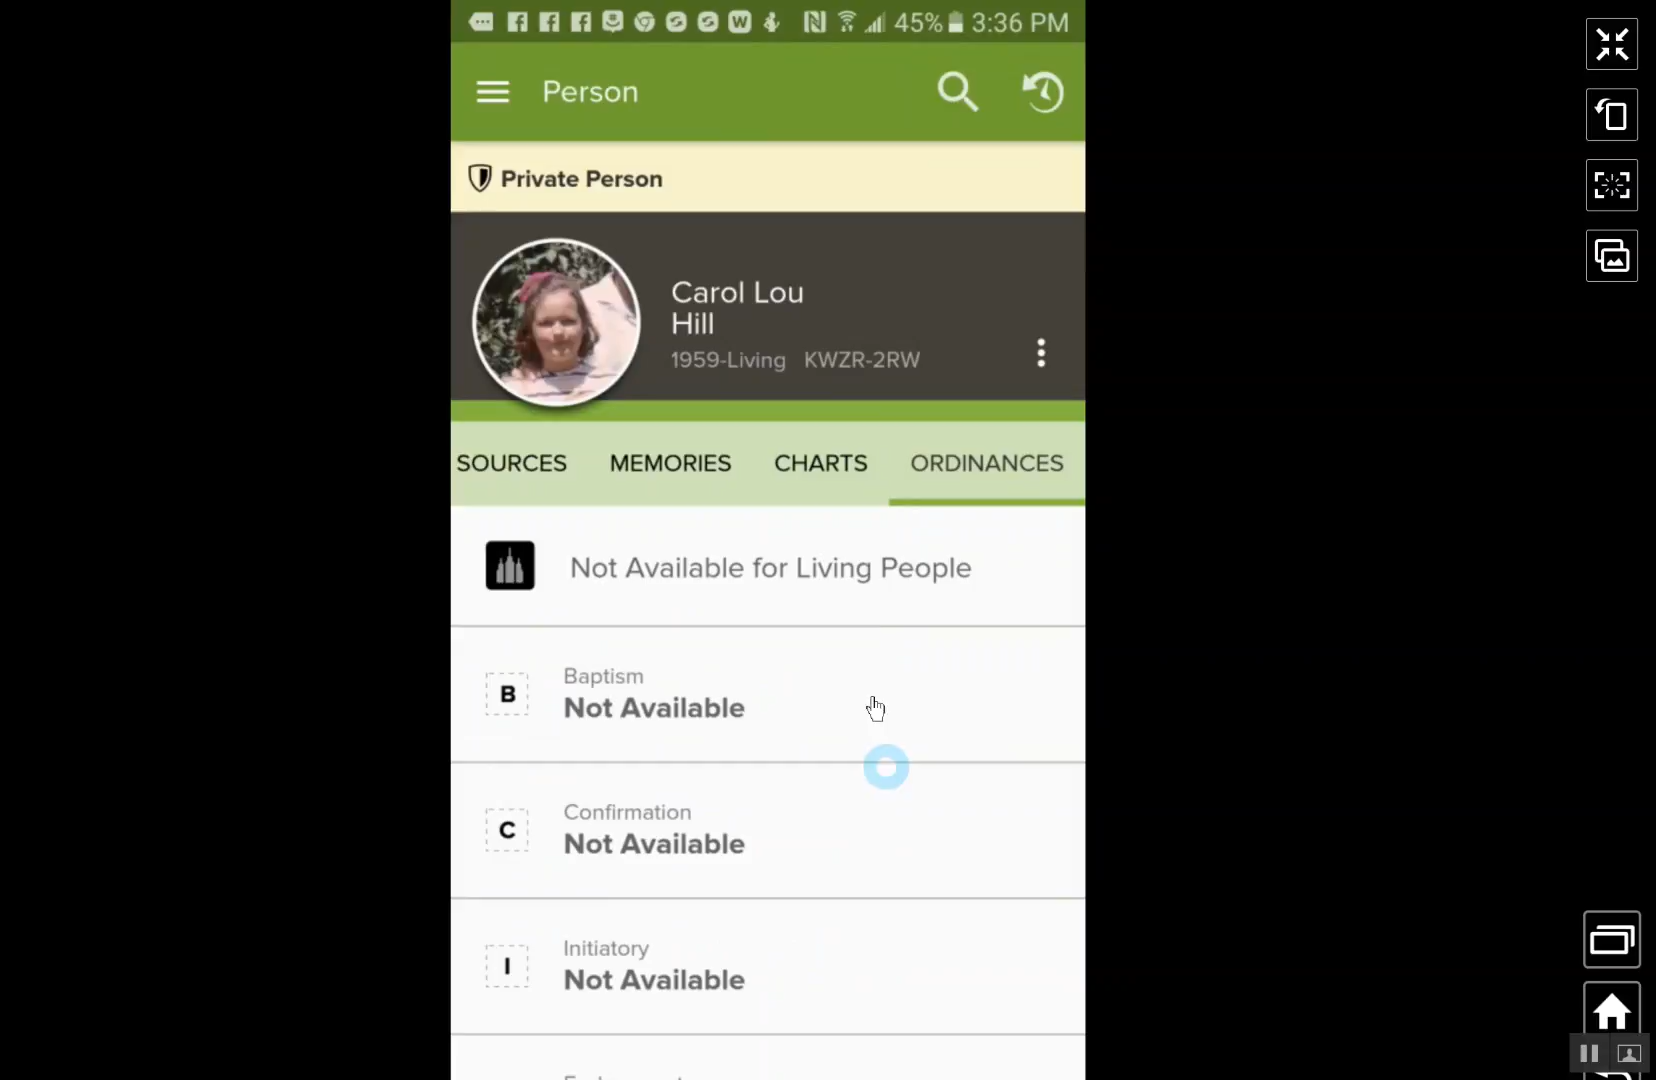 45% 3:36 PM
Person
Private Person
Carol Lou
Hill
1959-Living KWZR-2RW
SOURCES MEMORIES CHARTS ORDINANCES
Not Available for Living People
B
Baptism
Not Available
C
Confirmation
Not Available
I
Initiatory
Not Available